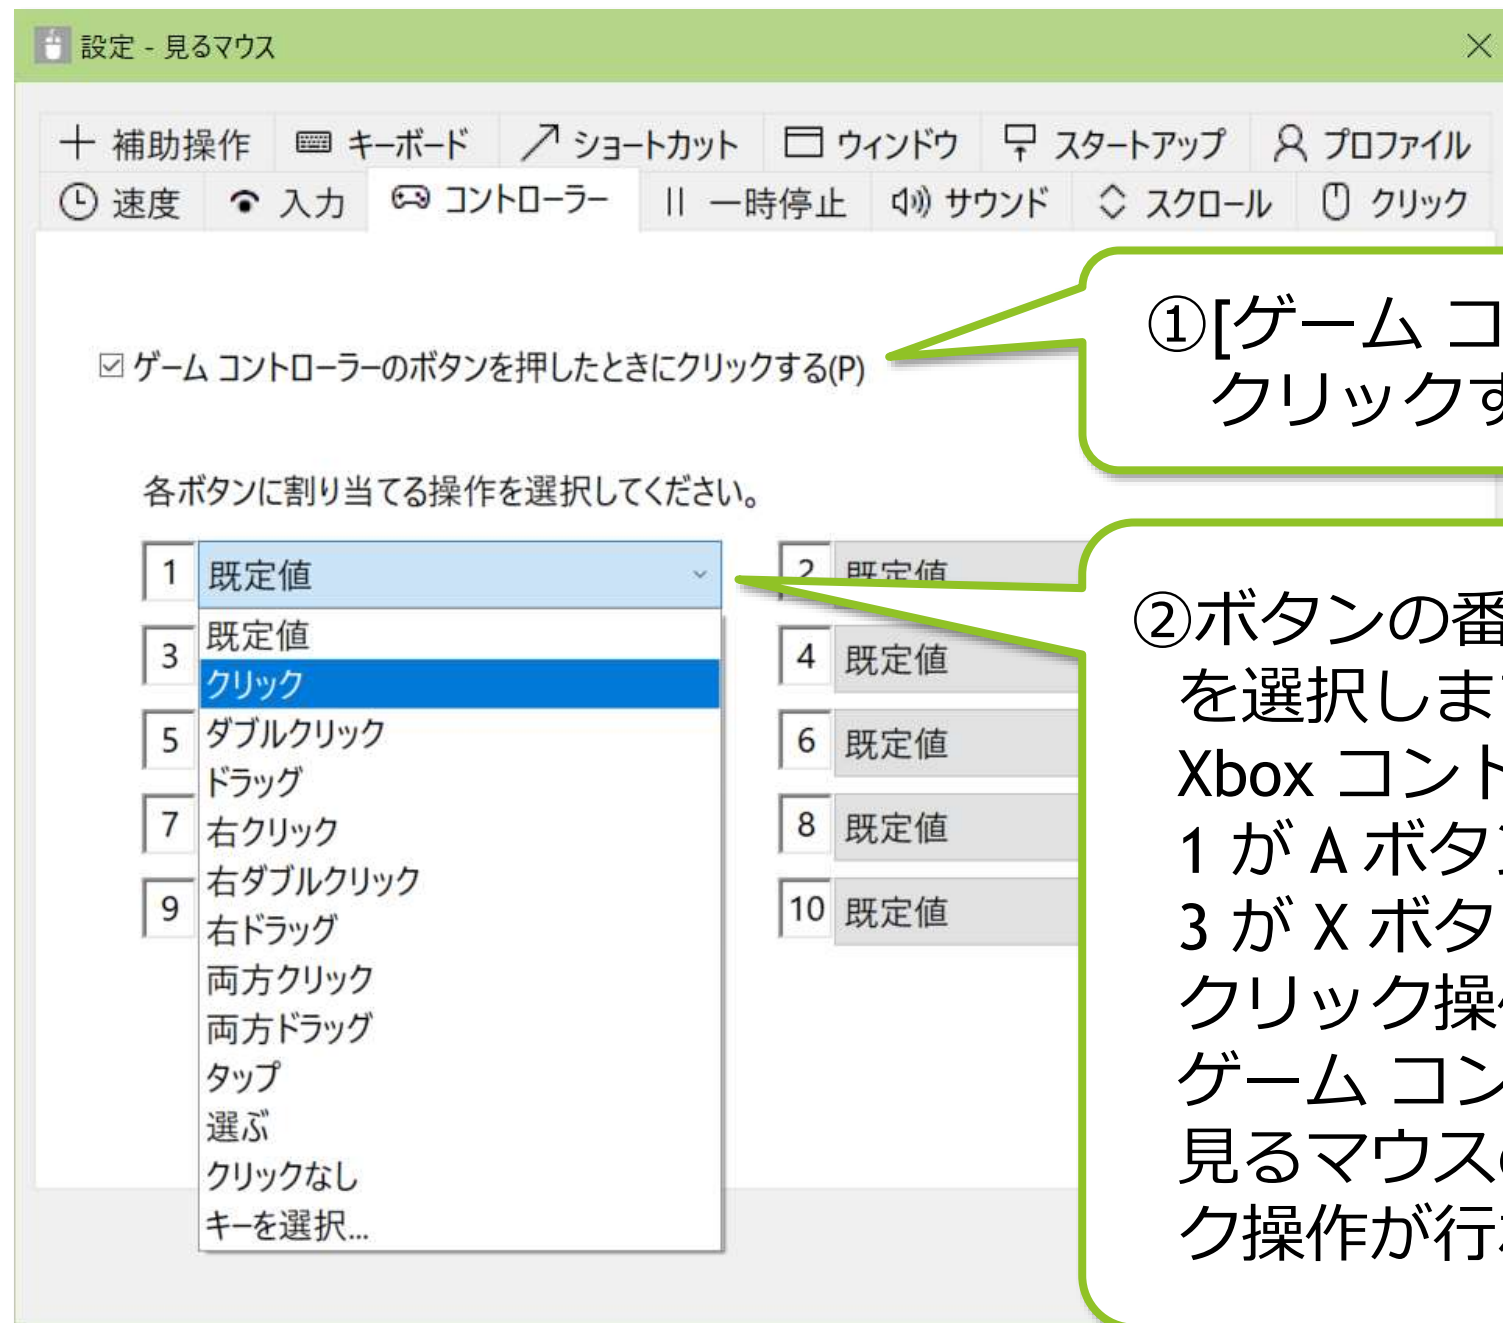 設定 - 見るマウス
補助操作 キーボード ショートカット ウィンドウ スタートアップ プロファイル
速度 入力 コントローラー 一時停止 サウンド スクロール クリック
ゲーム コントローラーのボタンを押したときにクリックする(P)
①[ゲーム コ
クリックす
各ボタンに割り当てる操作を選択してください。
1 既定値
2 既定値
3
4 既定値
5
6 既定値
7
8 既定値
9
10 既定値
既定値
クリック
ダブルクリック
ドラッグ
右クリック
右ダブルクリック
右ドラッグ
両方クリック
両方ドラッグ
タップ
選ぶ
クリックなし
キーを選択...
②ボタンの番
を選択しま
Xbox コント
1 が A ボタ
3 が X ボタ
クリック操
ゲーム コン
見るマウス
ク操作が行